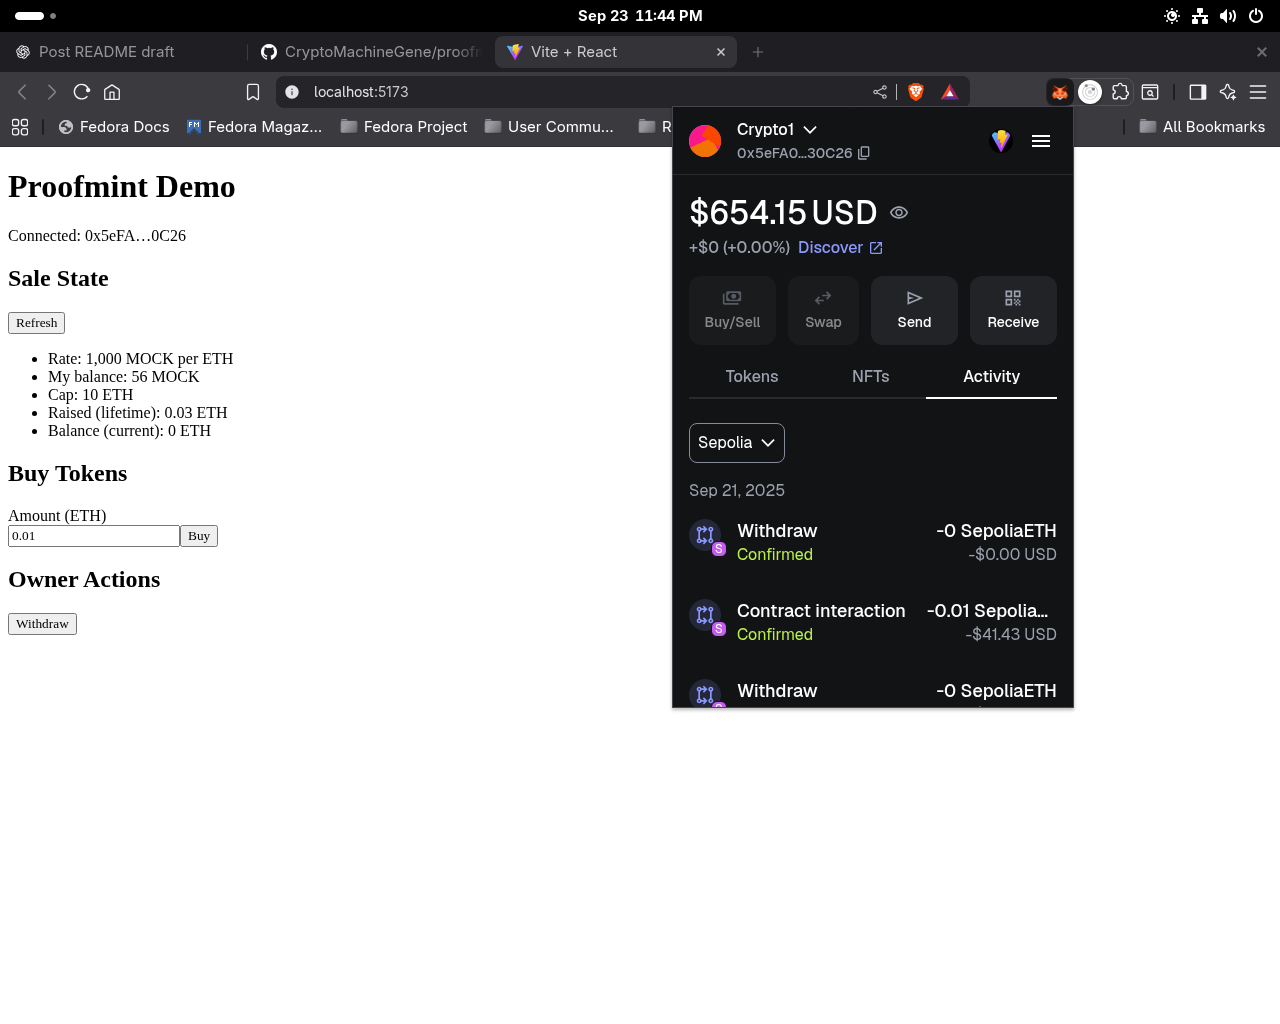 Sep 23 11:44 PM
Post README draft
CryptoMachineGene/proofn
Vite + React
localhost:5173
Fedora Docs
Fedora Magaz...
Fedora Project
User Commu...
R
All Bookmarks
Proofmint Demo
Connected: 0x5eFA…0C26
Sale State
Refresh
Rate: 1,000 MOCK per ETH
My balance: 56 MOCK
Cap: 10 ETH
Raised (lifetime): 0.03 ETH
Balance (current): 0 ETH
Buy Tokens
Amount (ETH)
0.01 Buy
Owner Actions
Withdraw
Crypto1
0x5eFA0...30C26
$654.15 USD
+$0 (+0.00%) Discover
Buy/Sell Swap Send Receive
Tokens NFTs Activity
Sepolia
Sep 21, 2025
Withdraw -0 SepoliaETH
S
Confirmed -$0.00 USD
Contract interaction -0.01 Sepolia...
S
Confirmed -$41.43 USD
Withdraw -0 SepoliaETH